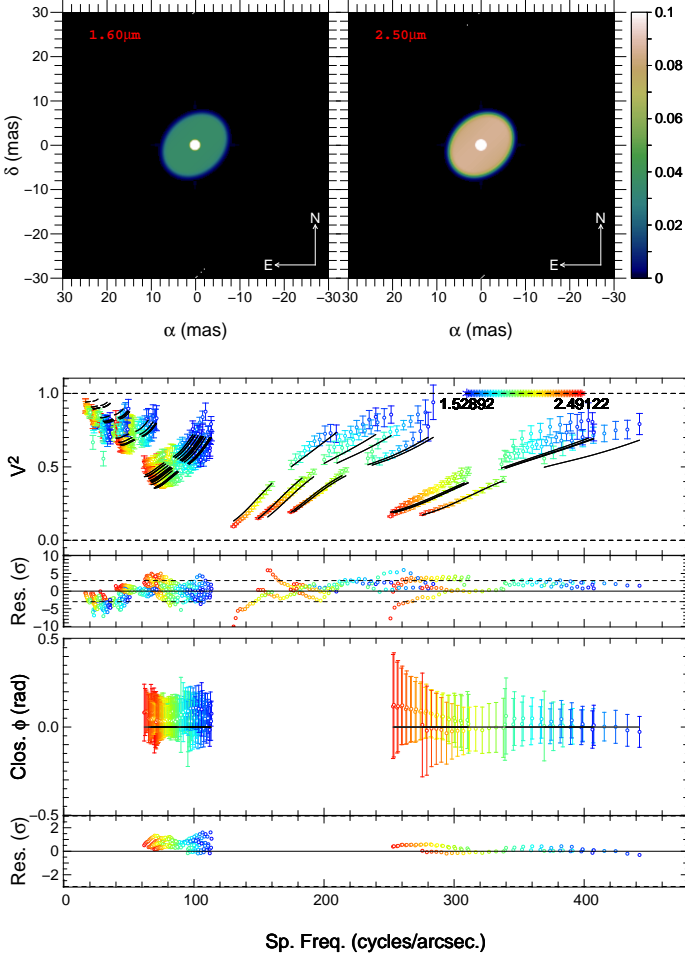 1.60μm
2.50μm
30
20
10
0
−10
−20
−30
δ (mas)
N
E
N
E
0.1
0.08
0.06
0.04
0.02
0
30 20 10 0 −10 −20 −30
30 20 10 0 −10 −20 −30
α (mas)
α (mas)
1.0
0.5
0.0
V²
1.52892
2.49122
10
5
0
−5
−10
Res. (σ)
0.5
0.0
−0.5
Clos. ϕ (rad)
2
0
−2
Res. (σ)
0 100 200 300 400
Sp. Freq. (cycles/arcsec.)